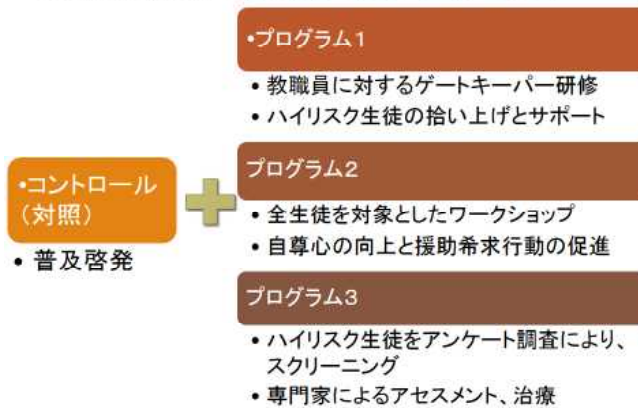 •プログラム1
• 教職員に対するゲートキーパー研修
• ハイリスク生徒の拾い上げとサポート
•コントロール
（対照）
• 普及啓発
プログラム2
• 全生徒を対象としたワークショップ
• 自尊心の向上と援助希求行動の促進
プログラム3
• ハイリスク生徒をアンケート調査により、
スクリーニング
• 専門家によるアセスメント、治療